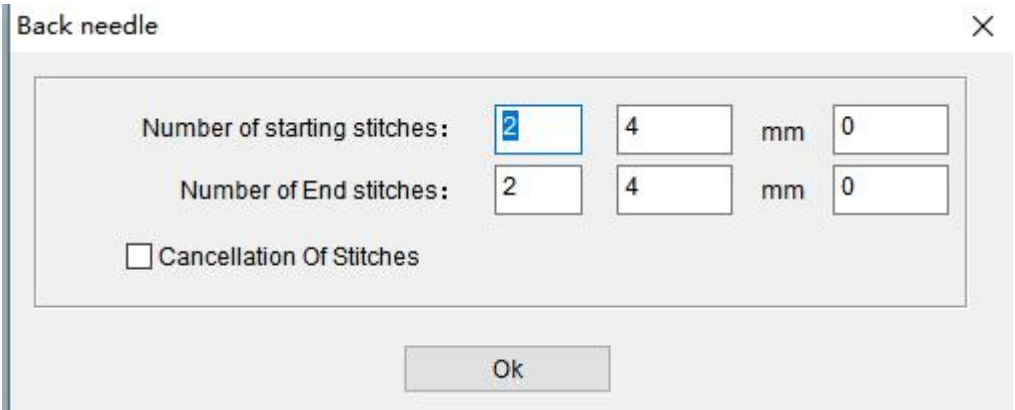 Back needle
Number of starting stitches: 2 4 mm 0
Number of End stitches: 2 4 mm 0
Cancellation Of Stitches
Ok